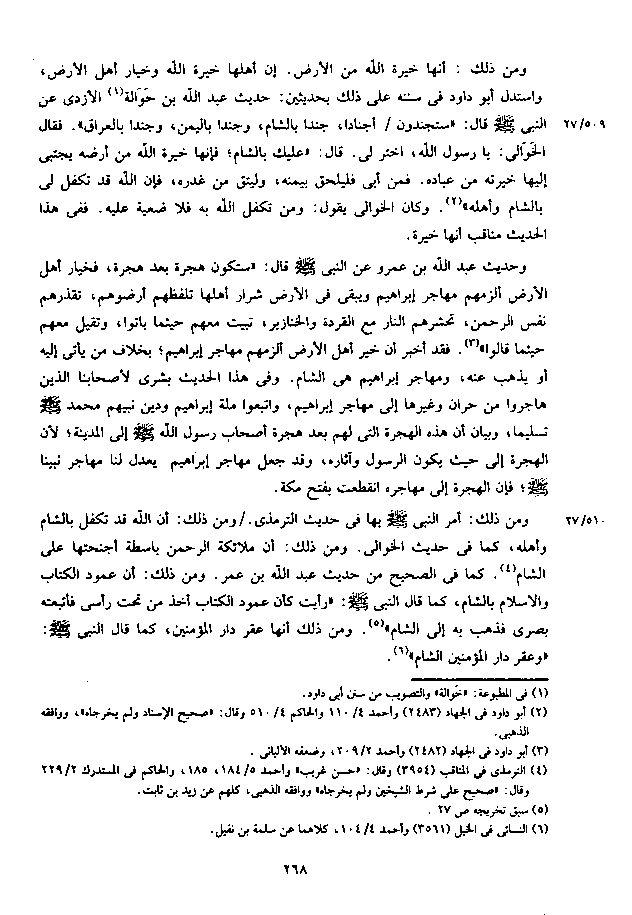 ومن ذلك : أنها خيرة الله من الأرض. إن أهلها خيرة الله وخيار أهل الأرض،
واستدل أبو داود فى سننه على ذلك بحديثين: حديث عبد الله بن حَوَالة(١) الأزدى عن
٢٧/٥٠٩ النبى ﷺ قال: «ستجندون / أجنادا، جندا بالشام، وجندا باليمن، وجندا بالعراق». فقال
الحَوَالى: يا رسول الله، اختر لى. قال: «عليك بالشام؛ فإنها خيرة الله من أرضه يجتبى
إليها خيرته من عباده. فمن أبى فليلحق بيمنه، وليتق من غدره، فإن الله قد تكفل لى
بالشام وأهله»(٢). وكان الحوالى يقول: ومن تكفل الله به فلا ضعية عليه. ففى هذا
الحديث مناقب أنها خيرة.
وحديث عبد الله بن عمرو عن النبى ﷺ قال: «ستكون هجرة بعد هجرة، فخيار أهل
الأرض ألزمهم مهاجر إبراهيم ويبقى فى الأرض شرار أهلها تلفظهم أرضوهم، تقذرهم
نفس الرحمن، تحشرهم النار مع القردة والخنازير، تبيت معهم حيثما باتوا، وتقيل معهم
حيثما قالوا»(٣). فقد أخبر أن خير أهل الأرض ألزمهم مهاجر إبراهيم؛ بخلاف من يأتى إليه
أو يذهب عنه، ومهاجر إبراهيم هى الشام. وفى هذا الحديث بشرى لأصحابنا الذين
هاجروا من حران وغيرها إلى مهاجر إبراهيم، واتبعوا ملة إبراهيم ودين نبيهم محمد ﷺ
تسليما، وبيان أن هذه الهجرة التى لهم بعد هجرة أصحاب رسول الله ﷺ إلى المدينة؛ لأن
الهجرة إلى حيث يكون الرسول وآثاره، وقد جعل مهاجر إبراهيم يعدل لنا مهاجر نبينا
ﷺ؛ فإن الهجرة إلى مهاجره انقطعت بفتح مكة.
٢٧/٥١٠ ومن ذلك: أمر النبى ﷺ بها فى حديث الترمذى./ومن ذلك: أن الله قد تكفل بالشام
وأهله، كما فى حديث الحوالى. ومن ذلك: أن ملائكة الرحمن باسطة أجنحتها على
الشام(٤). كما فى الصحيح من حديث عبد الله بن عمر. ومن ذلك: أن عمود الكتاب
والاسلام بالشام، كما قال النبى ﷺ: «رأيت كأن عمود الكتاب أخذ من تحت رأسى فأتبعته
بصرى فذهب به إلى الشام»(٥). ومن ذلك أنها عقر دار المؤمنين، كما قال النبى ﷺ:
«وعقر دار المؤمنين الشام»(٦).
(١) فى المطبوعة: «خَوالة» والتصويب من سنن أبى داود.
(٢) أبو داود فى الجهاد (٢٤٨٣) وأحمد ٤/ ١١٠ والحاكم ٤/ ٥١٠ وقال: «صحيح الإسناد ولم يخرجاه»، ووافقه
الذهبى.
(٣) أبو داود فى الجهاد (٢٤٨٢) وأحمد ٢/ ٢٠٩، وضعفه الألبانى .
(٤) الترمذى فى المناقب (٣٩٥٤) وقال: «حسن غريب» وأحمد ٥/ ١٨٤، ١٨٥، والحاكم فى المستدرك ٢/ ٢٢٩
وقال: «صحيح على شرط الشيخين ولم يخرجاه» ووافقه الذهبى، كلهم عن زيد بن ثابت.
(٥) سبق تخريجه ص ٢٧ .
(٦) النسائى فى الخيل (٣٥٦١) وأحمد ٤/ ١٠٤، كلاهما عن سلمة بن نفيل.
٢٦٨